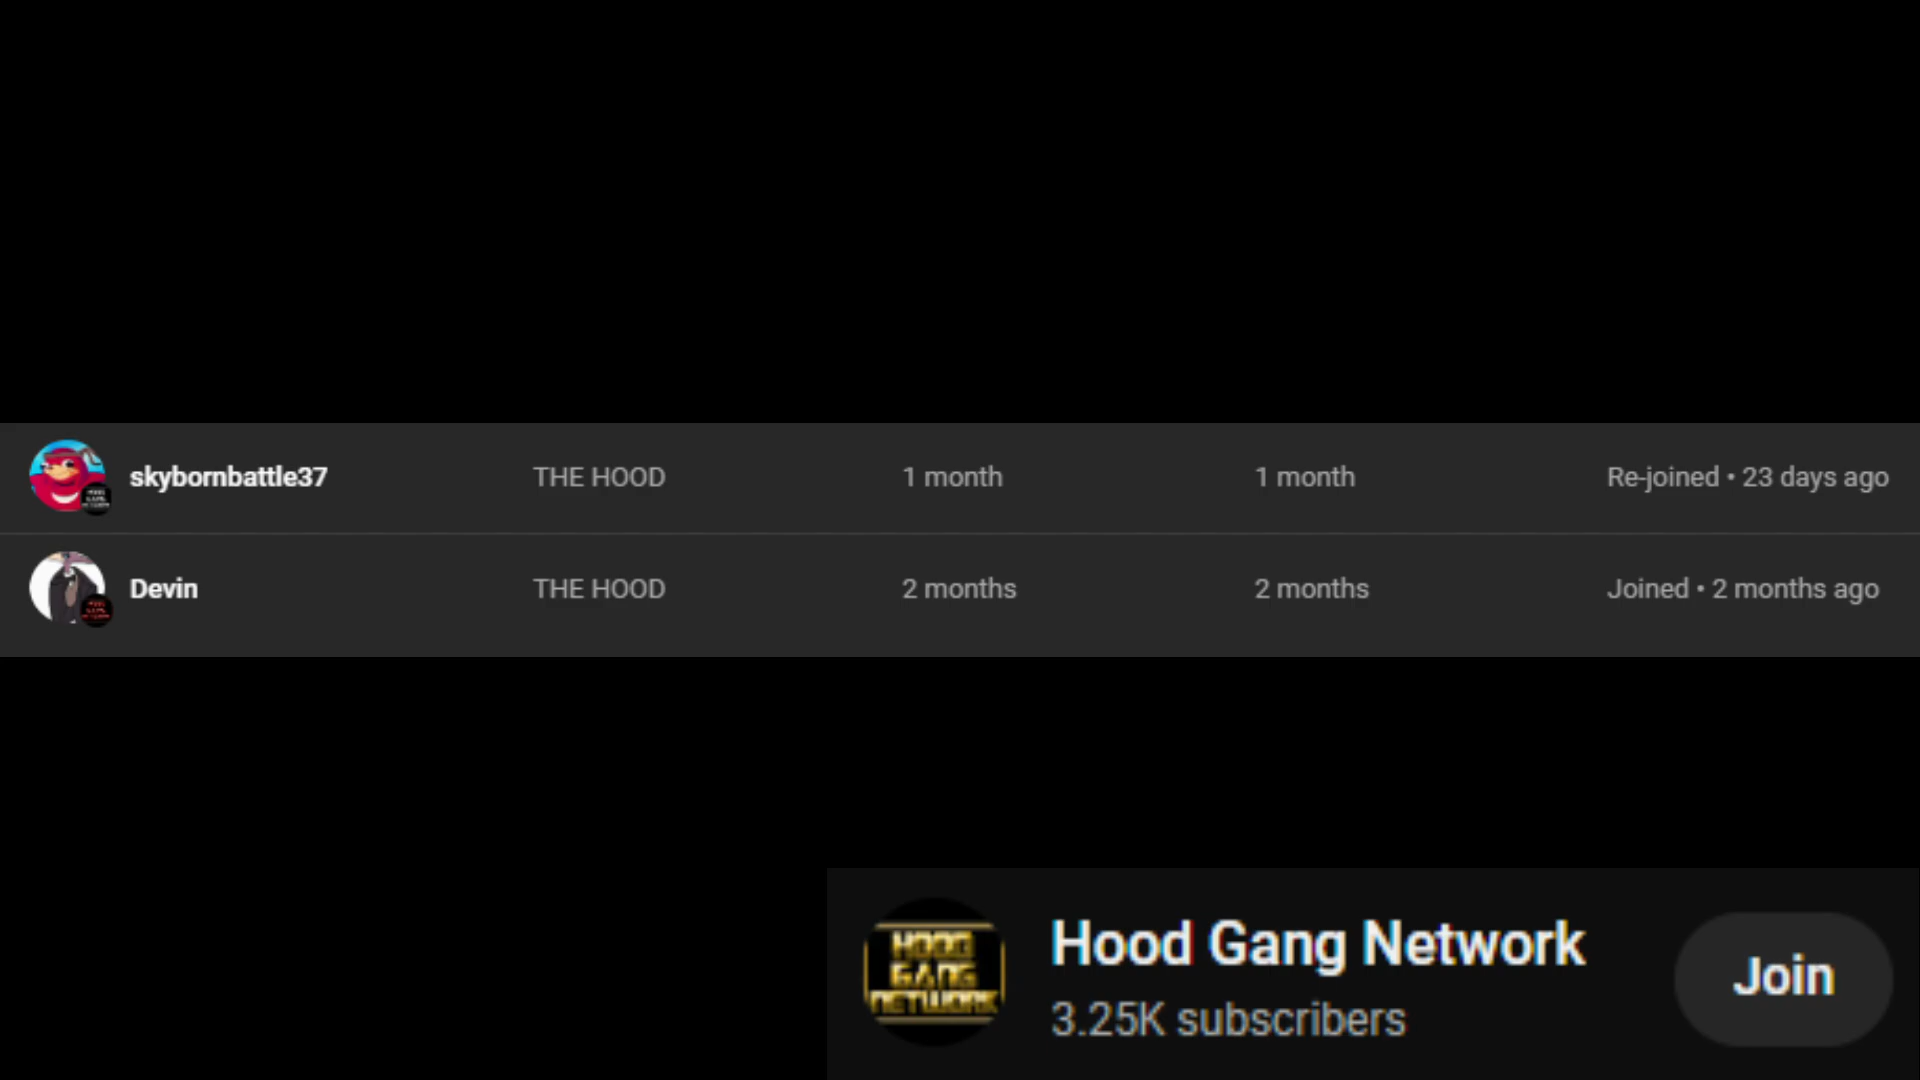 skybornbattle37 THE HOOD 1 month 1 month Re-joined • 23 days ago
Devin THE HOOD 2 months 2 months Joined • 2 months ago
HOOD
GANG
NETWORK
Hood Gang Network
3.25K subscribers
Join